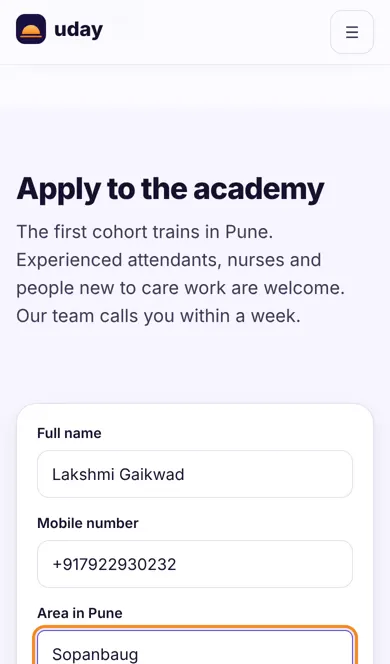 uday
Apply to the academy
The first cohort trains in Pune.
Experienced attendants, nurses and
people new to care work are welcome.
Our team calls you within a week.
Full name
Lakshmi Gaikwad
Mobile number
+917922930232
Area in Pune
Sopanbaug